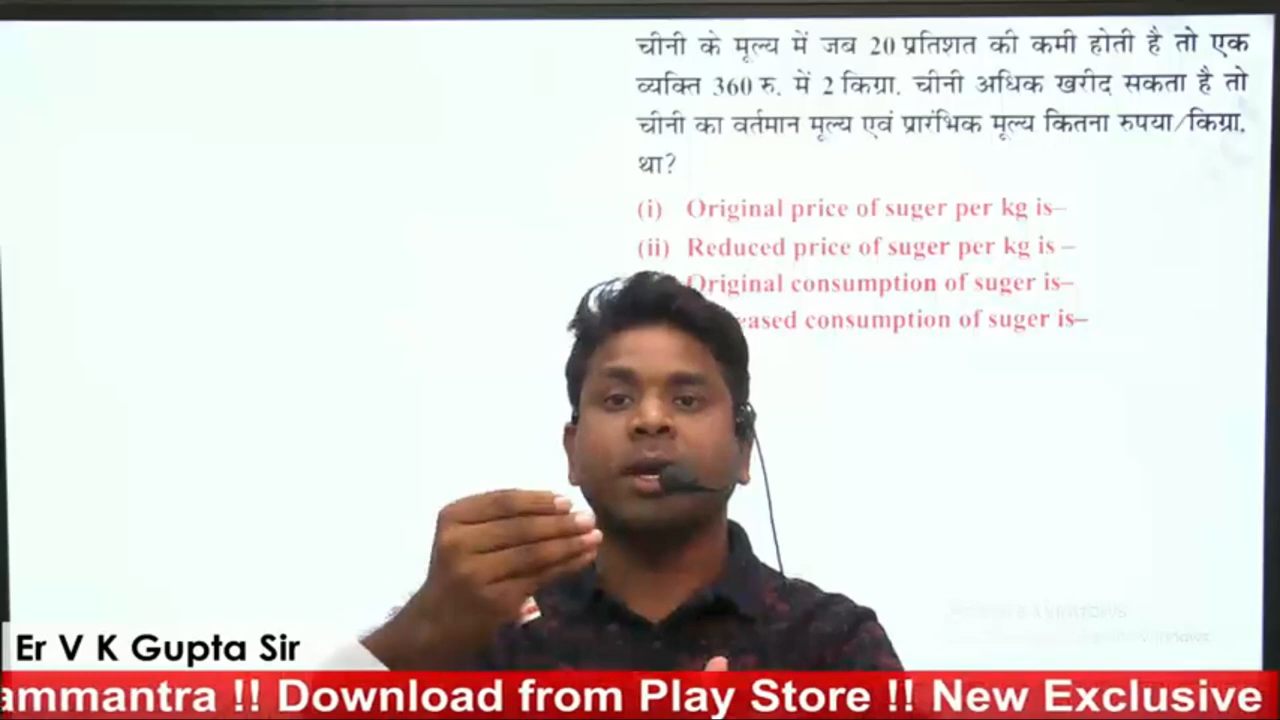 चीनी के मूल्य में जब 20 प्रतिशत की कमी होती है तो एक
व्यक्ति 360 रु. में 2 किग्रा. चीनी अधिक खरीद सकता है तो
चीनी का वर्तमान मूल्य एवं प्रारंभिक मूल्य कितना रुपया/किग्रा.
था?
(i) Original price of suger per kg is–
(ii) Reduced price of suger per kg is –
Original consumption of suger is–
consumption of suger is–
Er V K Gupta Sir
!! Download from Play Store !! New Exclusive